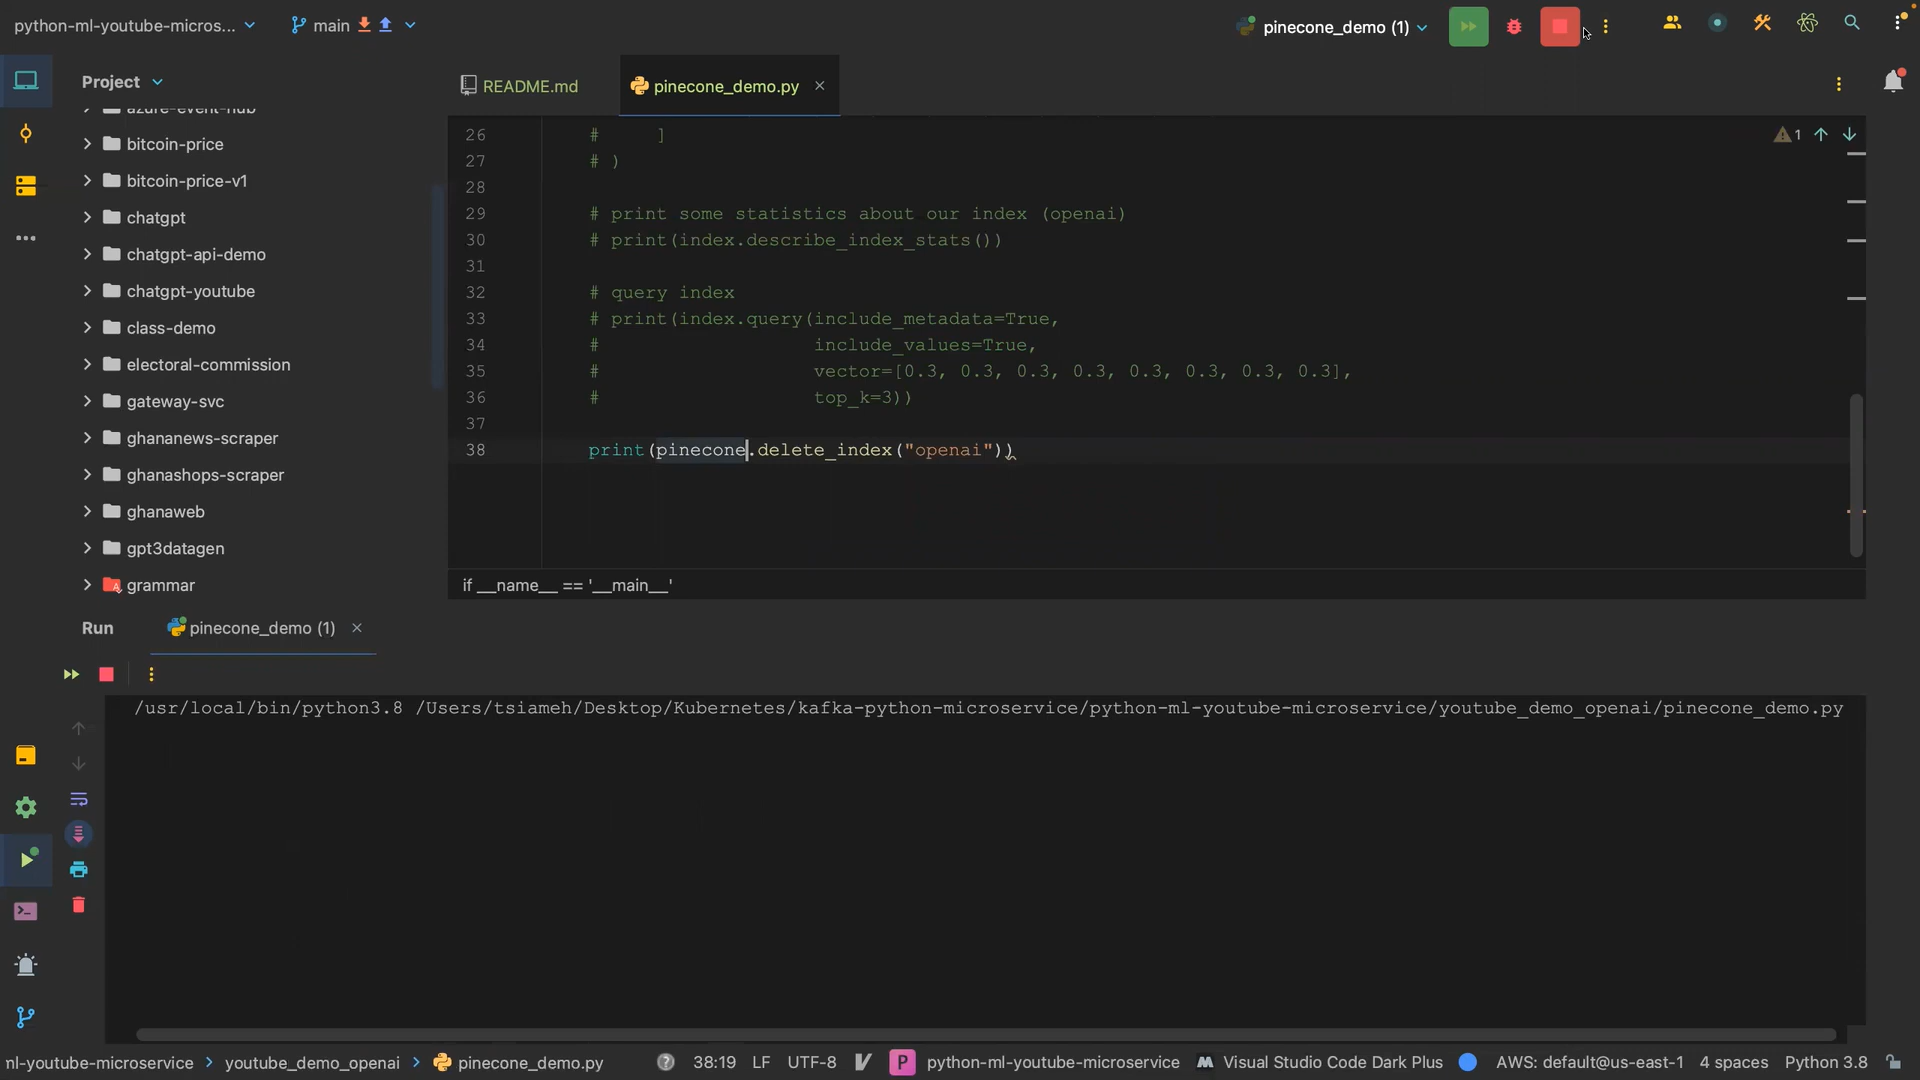 python-ml-youtube-micros...
main
pinecone_demo (1)
Project
README.md
pinecone_demo.py
azure-event-hub
bitcoin-price
bitcoin-price-v1
chatgpt
chatgpt-api-demo
chatgpt-youtube
class-demo
electoral-commission
gateway-svc
ghananews-scraper
ghanashops-scraper
ghanaweb
gpt3datagen
grammar
1
26 # ]
27 # )
28
29 # print some statistics about our index (openai)
30 # print(index.describe_index_stats())
31
32 # query index
33 # print(index.query(include_metadata=True,
34 # include_values=True,
35 # vector=[0.3, 0.3, 0.3, 0.3, 0.3, 0.3, 0.3, 0.3],
36 # top_k=3))
37
38 print(pinecone.delete_index("openai"))
if __name__ == '__main__'
Run
pinecone_demo (1)
/usr/local/bin/python3.8 /Users/tsiameh/Desktop/Kubernetes/kafka-python-microservice/python-ml-youtube-microservice/youtube_demo_openai/pinecone_demo.py
ml-youtube-microservice > youtube_demo_openai > pinecone_demo.py
38:19 LF UTF-8 P python-ml-youtube-microservice Visual Studio Code Dark Plus AWS: default@us-east-1 4 spaces Python 3.8